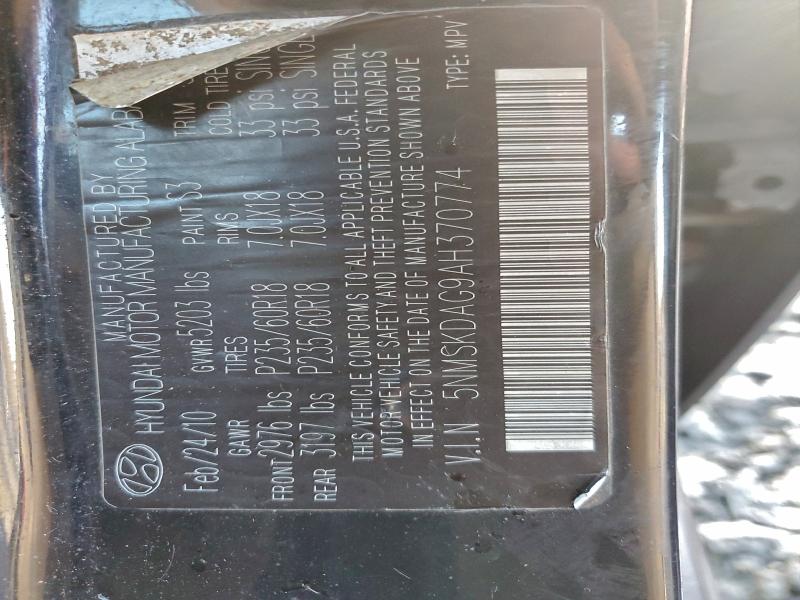 MANUFACTURED BY
HYUNDAI MOTOR MANUFACTURING
Feb/24/10 GVWR 5203 lbs PAINT S3 TRIM
GAWR TIRES RMS COLD TIRE
FRONT 2976 lbs P235/60R18 7.0JX18 33 psi SINGL
REAR 3197 lbs P235/60R18 7.0JX18 33 psi SINGL
THIS VEHICLE CONFORMS TO ALL APPLICABLE U.S.A. FEDERAL
MOTOR VEHICLE SAFETY AND THEFT PREVENTION STANDARDS
IN EFFECT ON THE DATE OF MANUFACTURE SHOWN ABOVE
V.I.N 5NMSKDAG9AH370774 TYPE: MPV